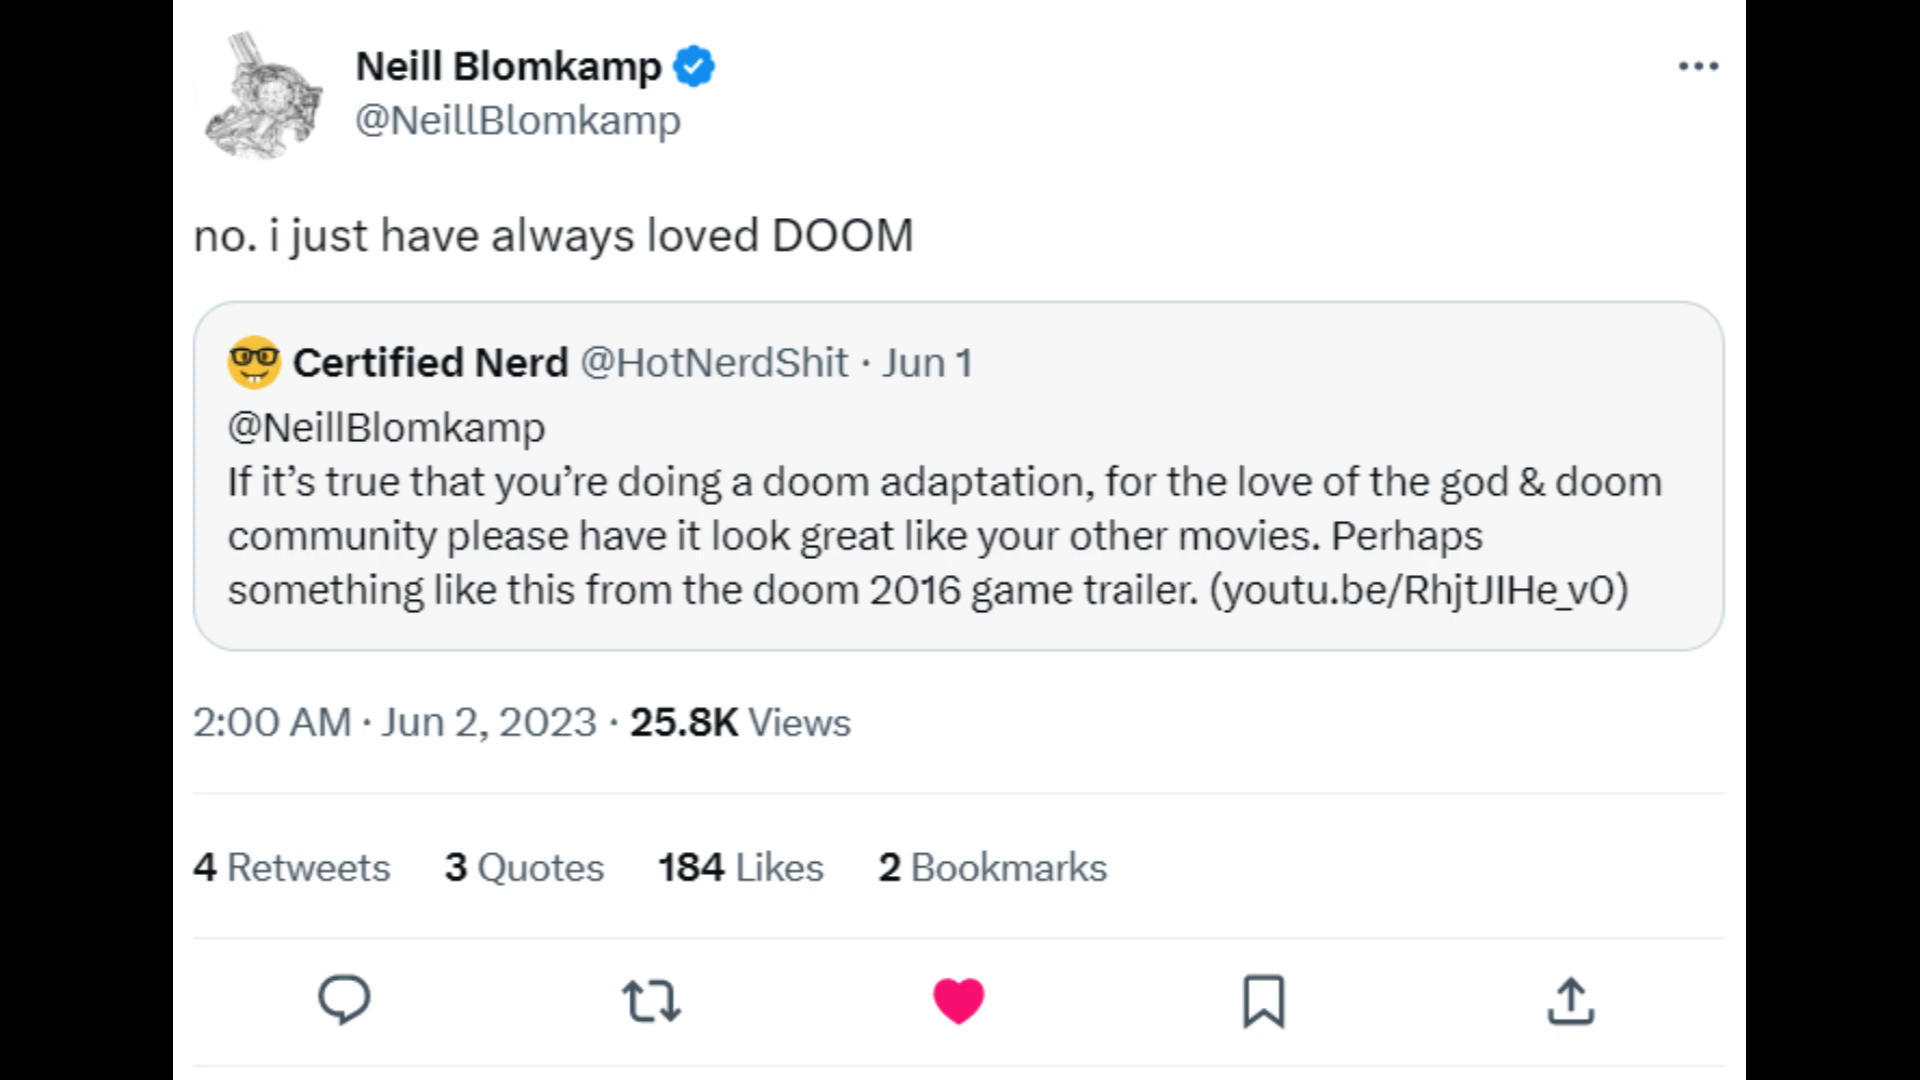 Neill Blomkamp
@NeillBlomkamp
no. i just have always loved DOOM
Certified Nerd @HotNerdShit · Jun 1
@NeillBlomkamp
If it’s true that you’re doing a doom adaptation, for the love of the god & doom
community please have it look great like your other movies. Perhaps
something like this from the doom 2016 game trailer. (youtu.be/RhjtJIHe_v0)
2:00 AM · Jun 2, 2023 · 25.8K Views
4 Retweets 3 Quotes 184 Likes 2 Bookmarks